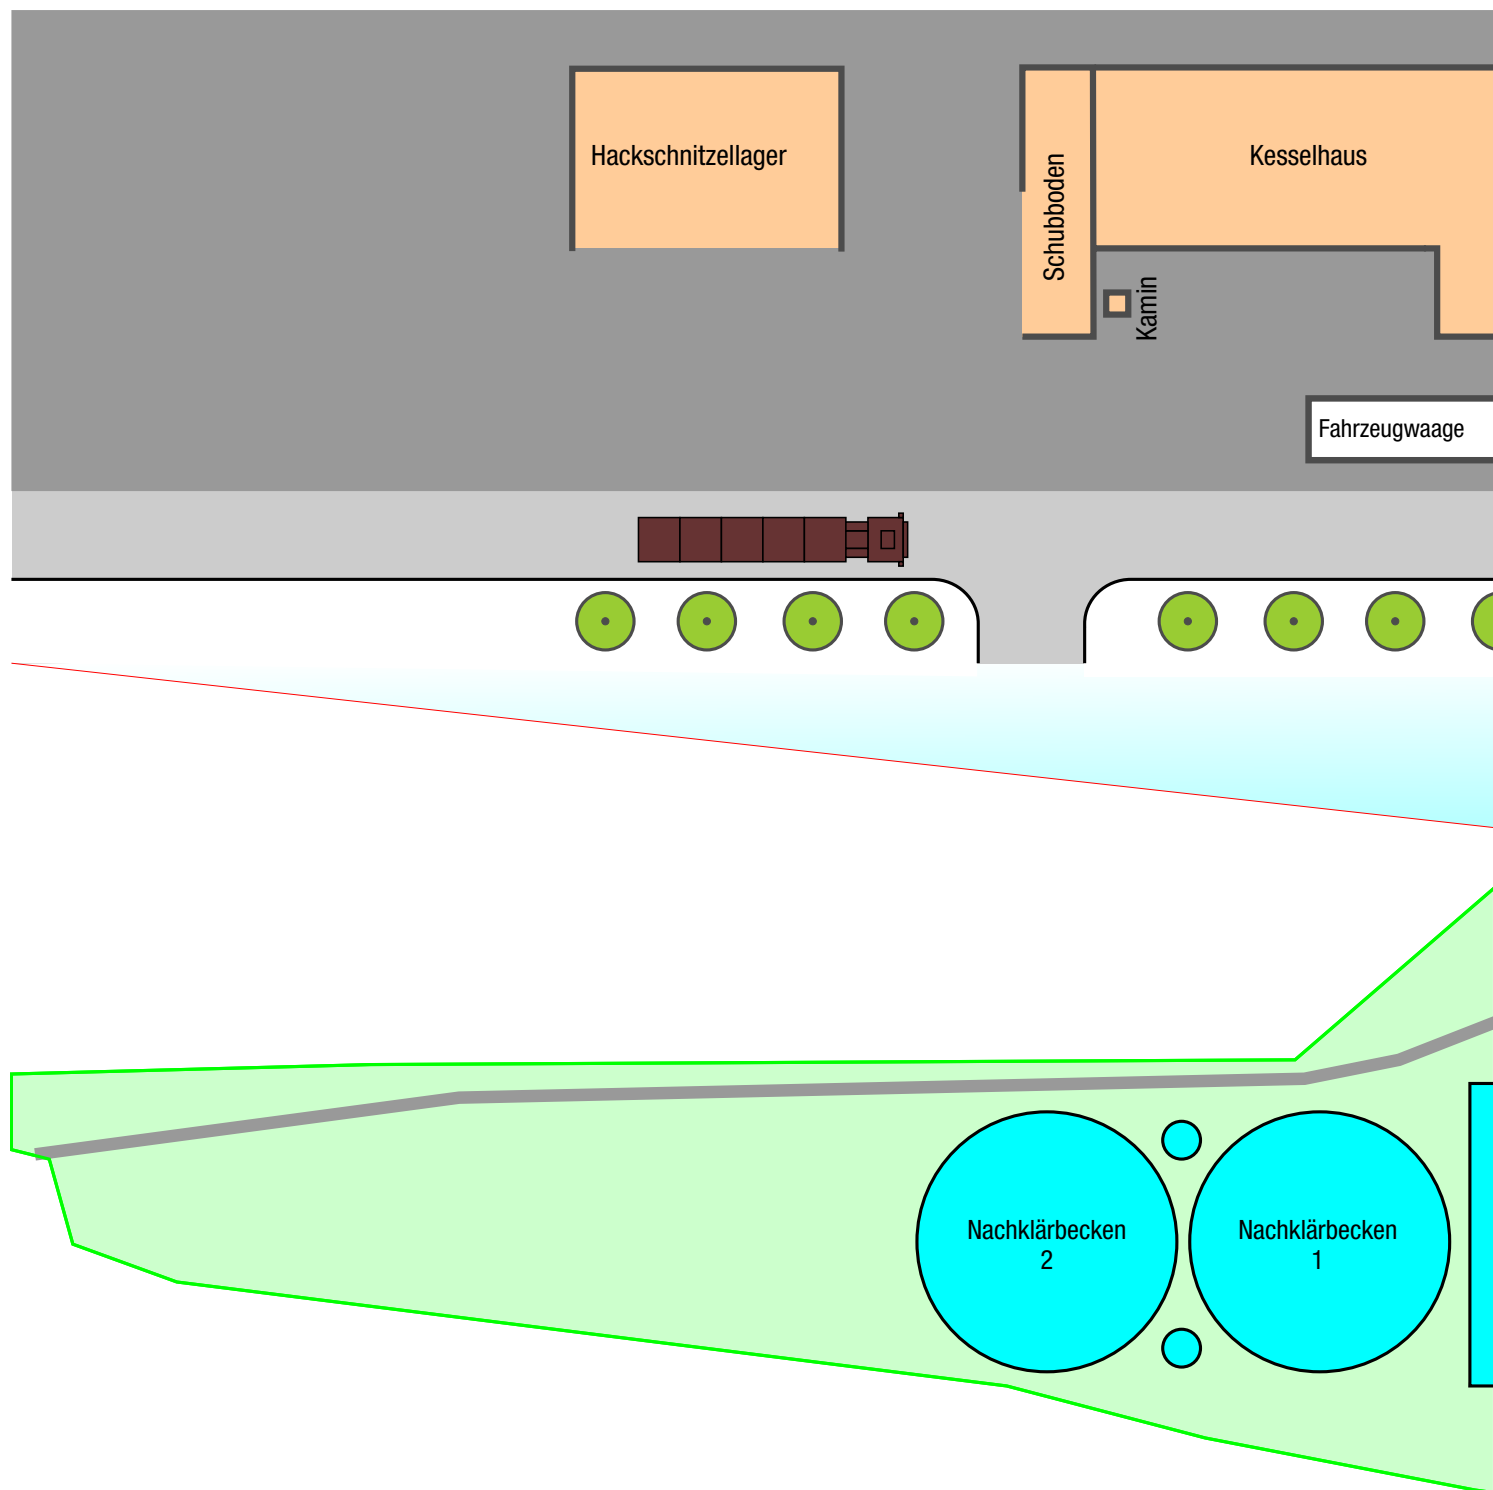 Hackschnitzellager
Schubboden
Kesselhaus
Kamin
Fahrzeugwaage
Nachklärbecken
2
Nachklärbecken
1